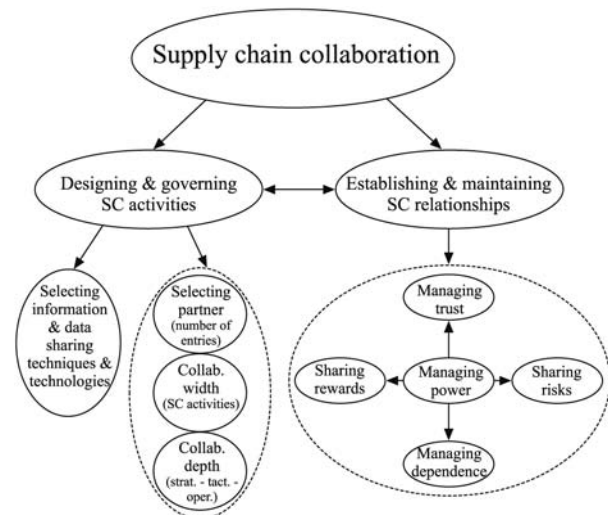 Supply chain collaboration
Designing & governing
SC activities
Establishing & maintaining
SC relationships
Selecting
information
& data
sharing
techniques &
technologies
Selecting
partner
(number of
entries)
Collab.
width
(SC activities)
Collab.
depth
(strat. - tact. -
oper.)
Managing
trust
Sharing
rewards
Managing
power
Sharing
risks
Managing
dependence